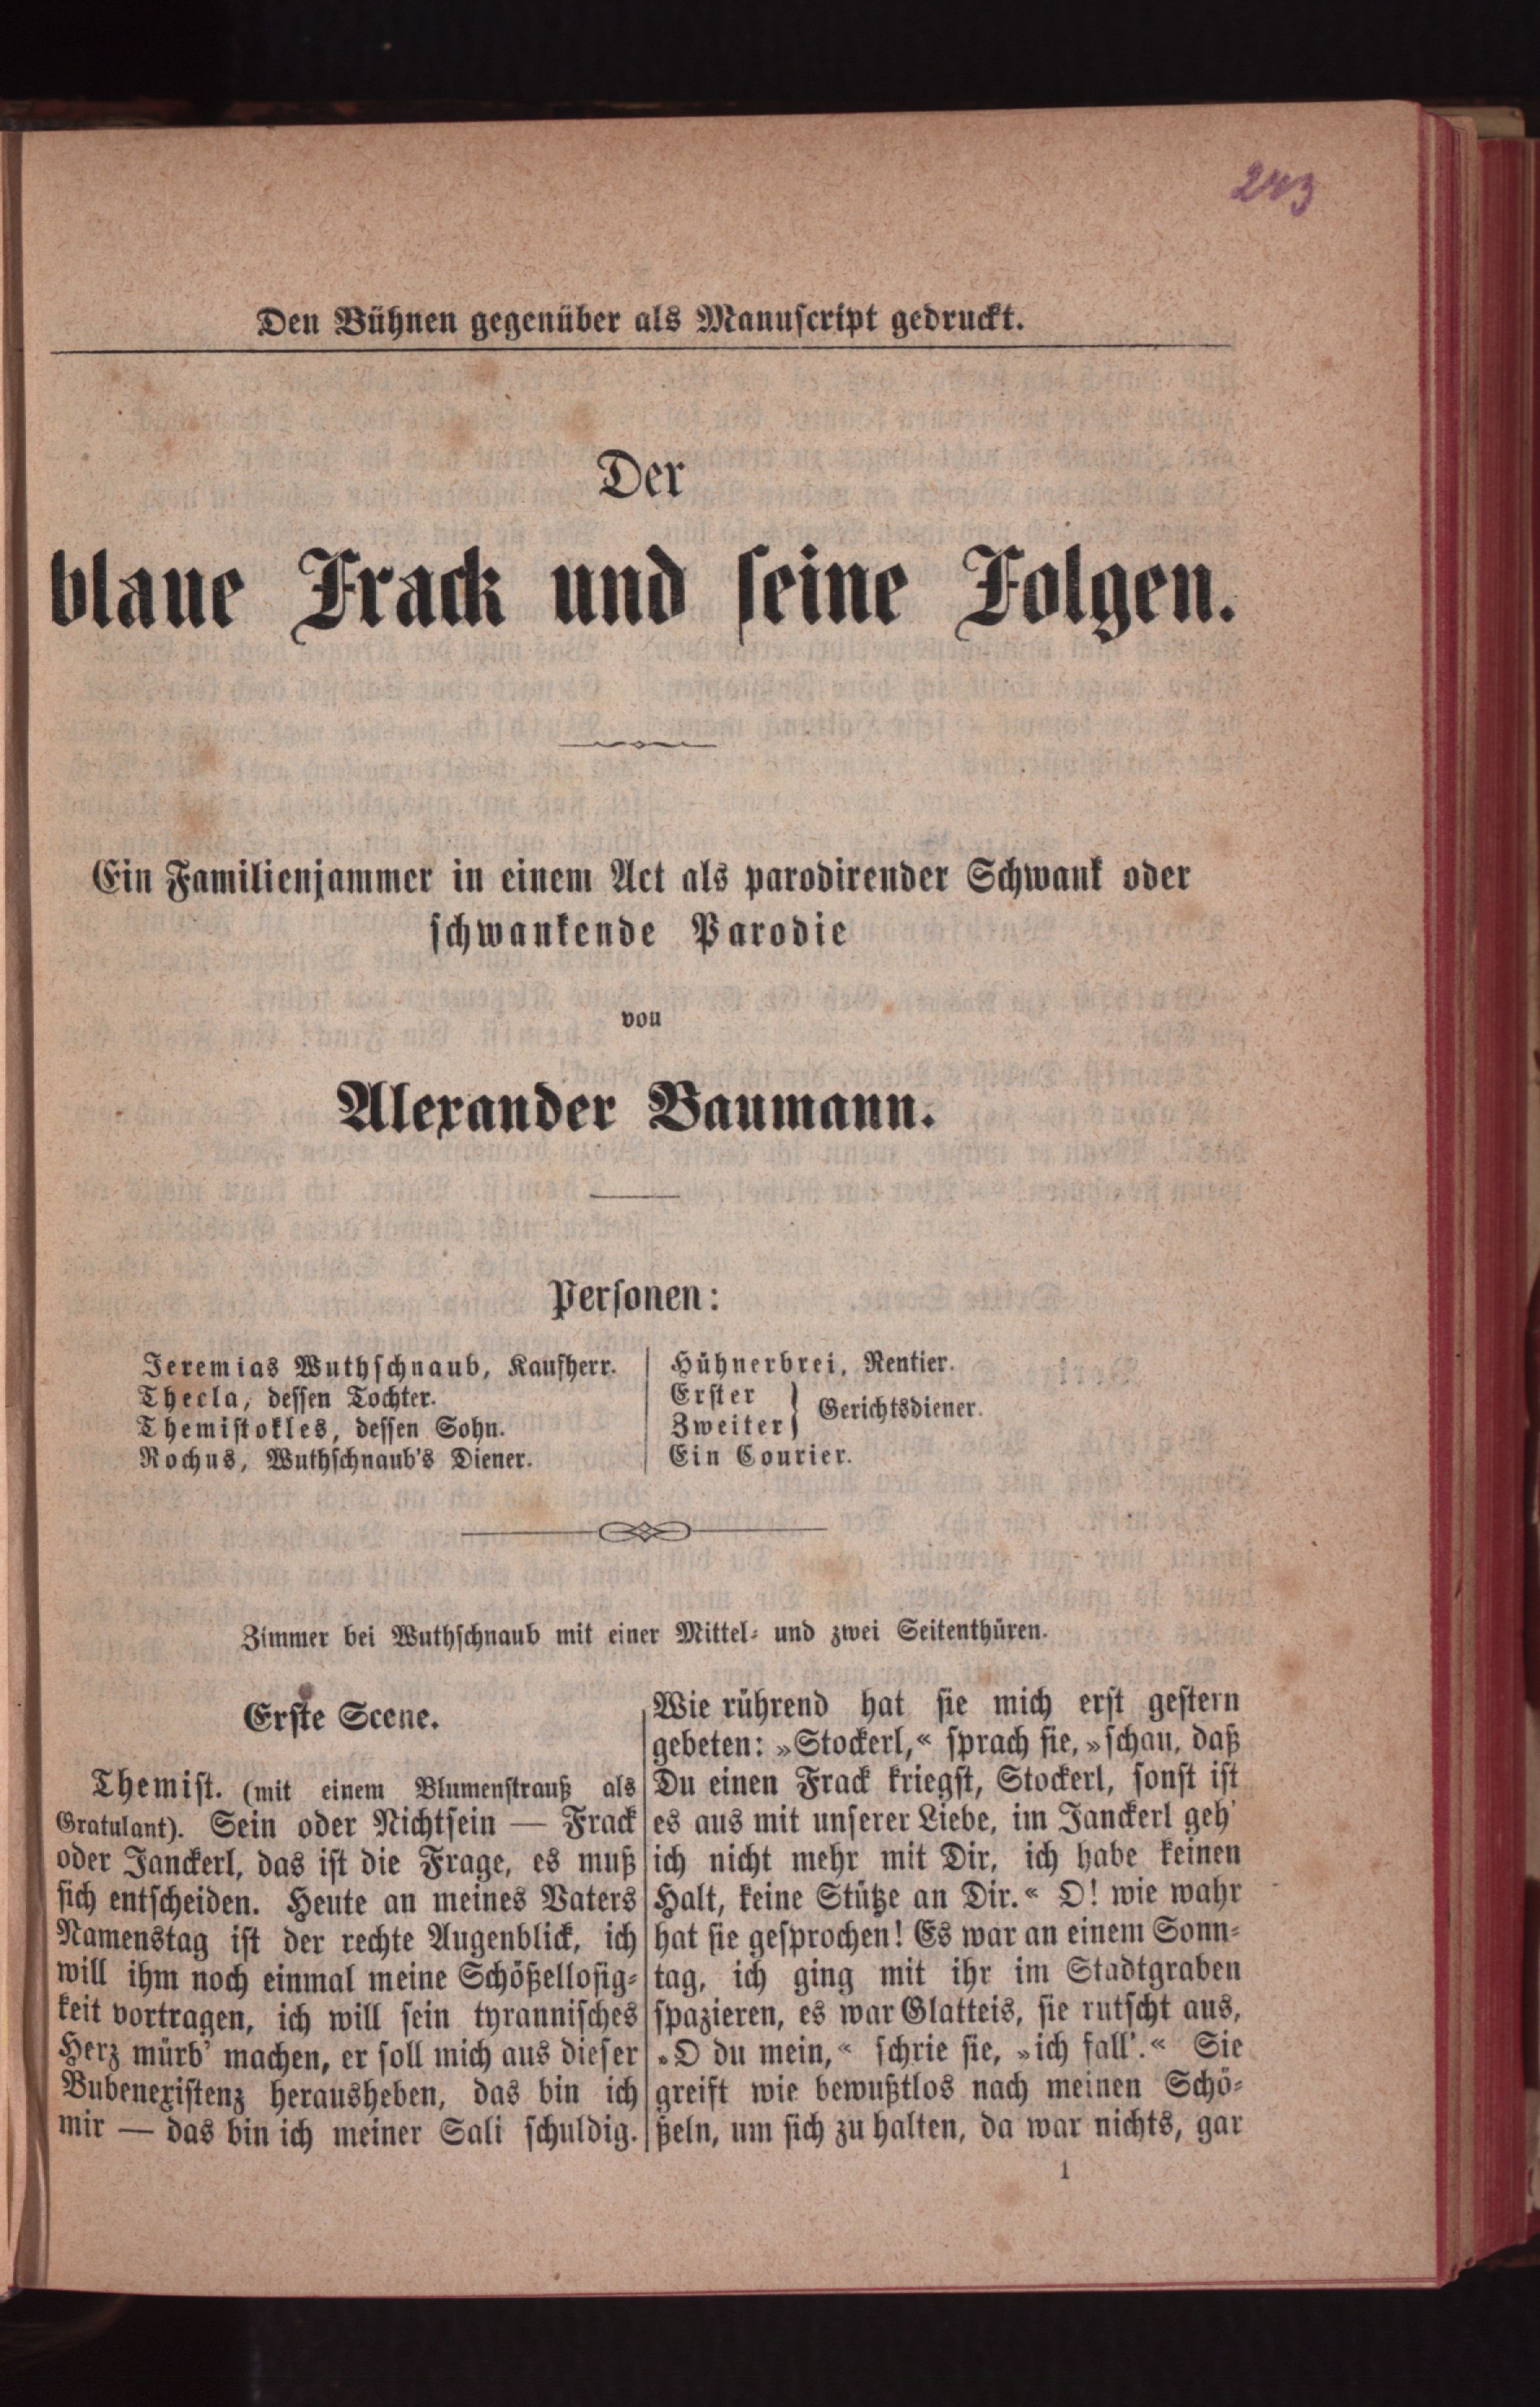 243
Den Bühnen gegenüber als Manuscript gedruckt.
Der
blaue Frack und seine Folgen.
Ein Familienjammer in einem Act als parodirender Schwank oder
schwankende Parodie
von
Alexander Baumann.
Personen:
Jeremias Wuthschnaub, Kaufherr.
Thecla, dessen Tochter.
Themistokles, dessen Sohn.
Rochus, Wuthschnaub's Diener.
Hühnerbrei, Rentier.
Erster
Zweiter } Gerichtsdiener.
Ein Courier.
Zimmer bei Wuthschnaub mit einer Mittel- und zwei Seitenthüren.
Erste Scene.
Themist. (mit einem Blumenstrauß als
Gratulant). Sein oder Nichtsein — Frack
oder Janckerl, das ist die Frage, es muß
sich entscheiden. Heute an meines Vaters
Namenstag ist der rechte Augenblick, ich
will ihm noch einmal meine Schößellosig-
keit vortragen, ich will sein tyrannisches
Herz mürb' machen, er soll mich aus dieser
Bubenexistenz herausheben, das bin ich
mir — das bin ich meiner Sali schuldig.
Wie rührend hat sie mich erst gestern
gebeten: »Stockerl,« sprach sie, »schau, daß
Du einen Frack kriegst, Stockerl, sonst ist
es aus mit unserer Liebe, im Janckerl geh'
ich nicht mehr mit Dir, ich habe keinen
Halt, keine Stütze an Dir.« O! wie wahr
hat sie gesprochen! Es war an einem Sonn-
tag, ich ging mit ihr im Stadtgraben
spazieren, es war Glatteis, sie rutscht aus,
»O du mein,« schrie sie, »ich fall'.« Sie
greift wie bewußtlos nach meinen Schö-
ßeln, um sich zu halten, da war nichts, gar
1